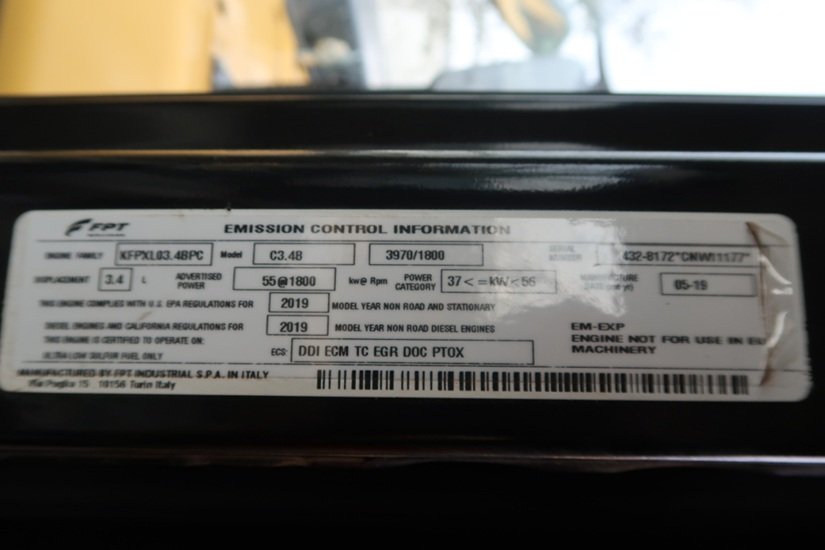 FPT EMISSION CONTROL INFORMATION
ENGINE FAMILY KFPXL03.4BPC Model C3.4B 3970/1800 SERIAL NUMBER 432-8172*CNWI1177*
DISPLACEMENT 3.4 L ADVERTISED POWER 55@1800 kw@ Rpm POWER CATEGORY 37<=kW<56 MANUFACTURE DATE 05-19
THIS ENGINE COMPLIES WITH U.S. EPA REGULATIONS FOR 2019 MODEL YEAR NON ROAD AND STATIONARY
DIESEL ENGINES AND CALIFORNIA REGULATIONS FOR 2019 MODEL YEAR NON ROAD DIESEL ENGINES
THIS ENGINE IS CERTIFIED TO OPERATE ON:
ULTRA LOW SULFUR FUEL ONLY ECS: DDI ECM TC EGR DOC PTOX
EM-EXP
ENGINE NOT FOR USE IN EU
MACHINERY
MANUFACTURED BY FPT INDUSTRIAL S.P.A. IN ITALY
Via Puglia 15 10156 Turin Italy